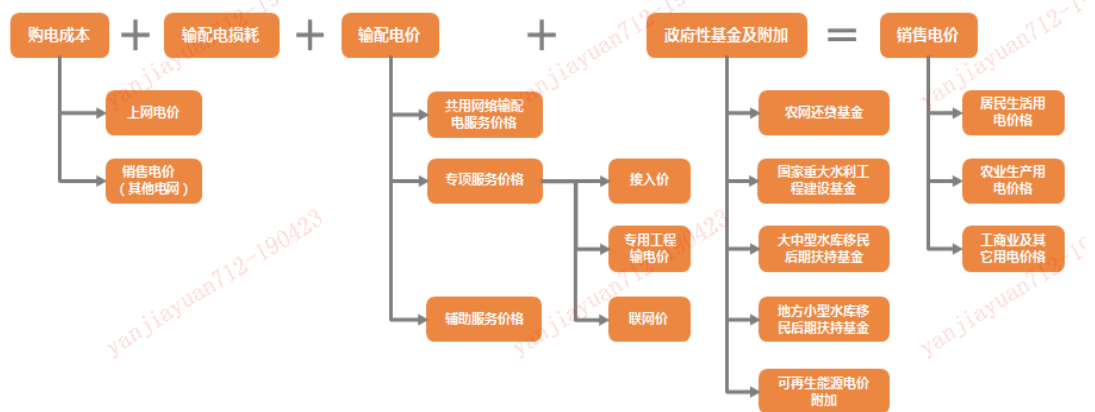 购电成本 + 输配电损耗 + 输配电价 + 政府性基金及附加 = 销售电价
上网电价
销售电价
（其他电网）
共用网络输配
电服务价格
专项服务价格
辅助服务价格
接入价
专用工程
输电价
联网价
农网还贷基金
国家重大水利工
程建设基金
大中型水库移民
后期扶持基金
地方小型水库移
民后期扶持基金
可再生能源电价
附加
居民生活用
电价格
农业生产用
电价格
工商业及其
它用电价格
yanjiayuan712-190423
yanjiayuan712-190423